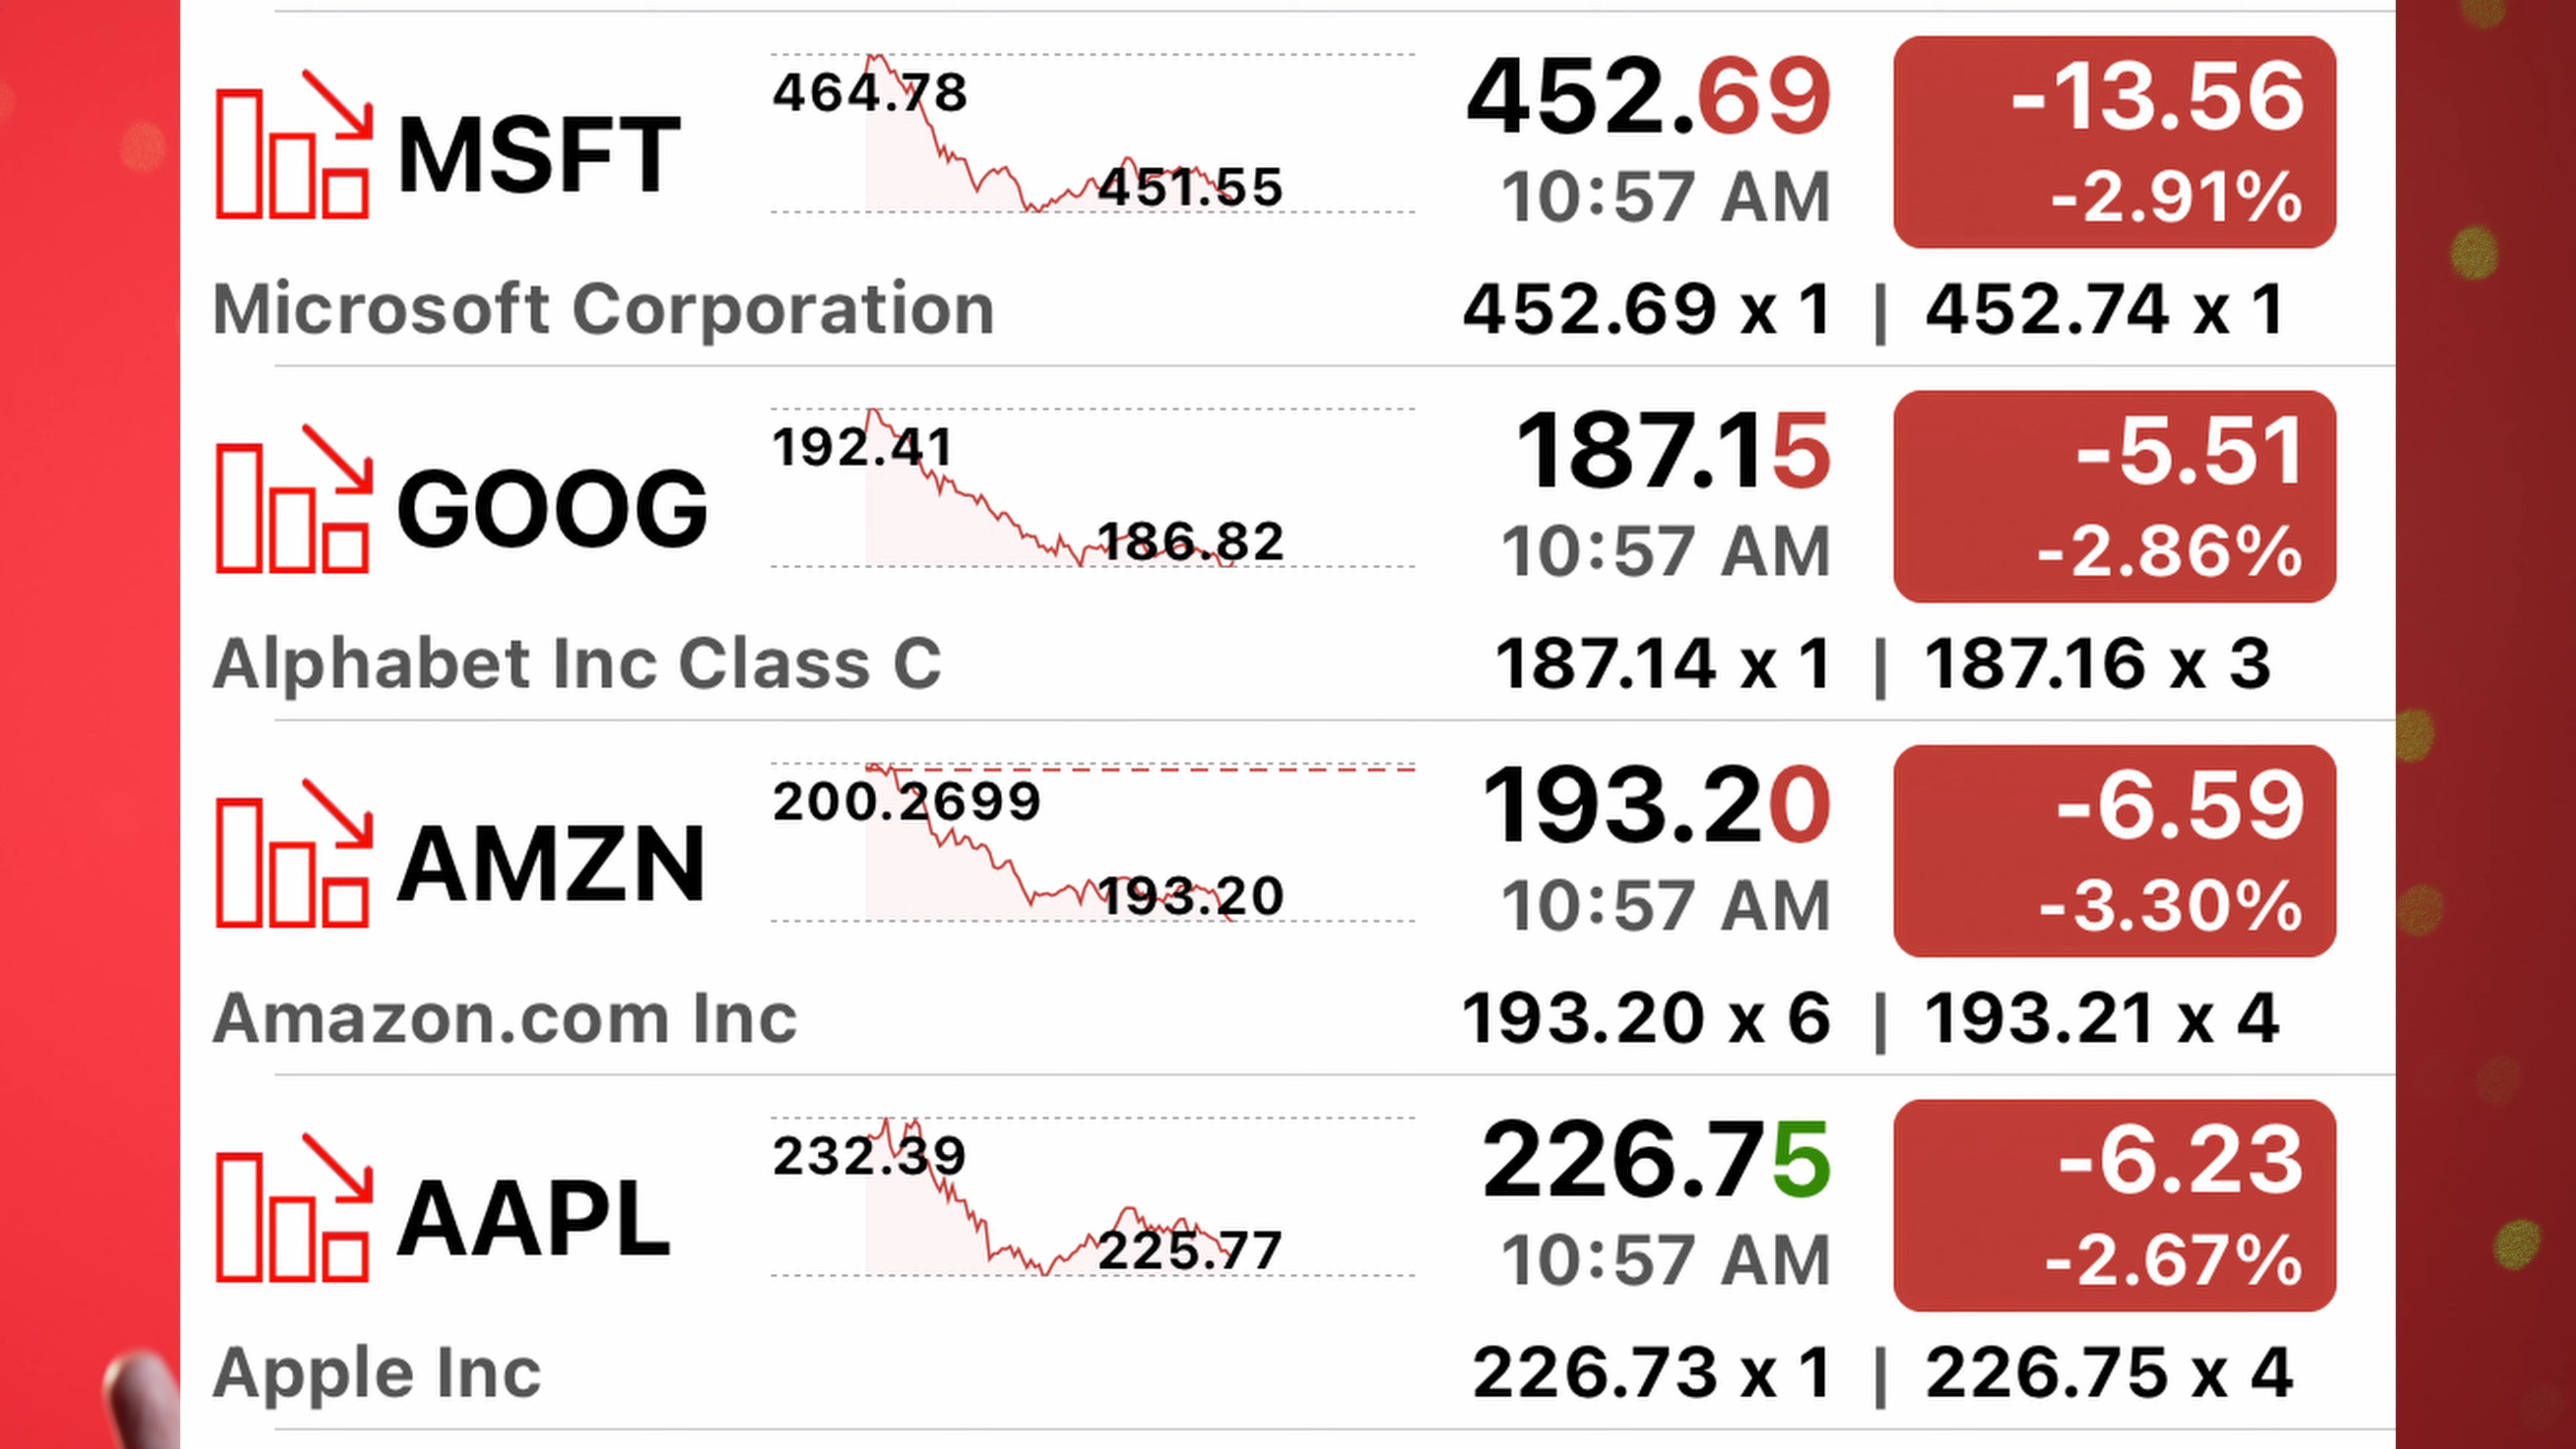 MSFT 464.78 451.55 452.69 -13.56
10:57 AM -2.91%
Microsoft Corporation 452.69 x 1 | 452.74 x 1
GOOG 192.41 186.82 187.15 -5.51
10:57 AM -2.86%
Alphabet Inc Class C 187.14 x 1 | 187.16 x 3
AMZN 200.2699 193.20 193.20 -6.59
10:57 AM -3.30%
Amazon.com Inc 193.20 x 6 | 193.21 x 4
AAPL 232.39 225.77 226.75 -6.23
10:57 AM -2.67%
Apple Inc 226.73 x 1 | 226.75 x 4